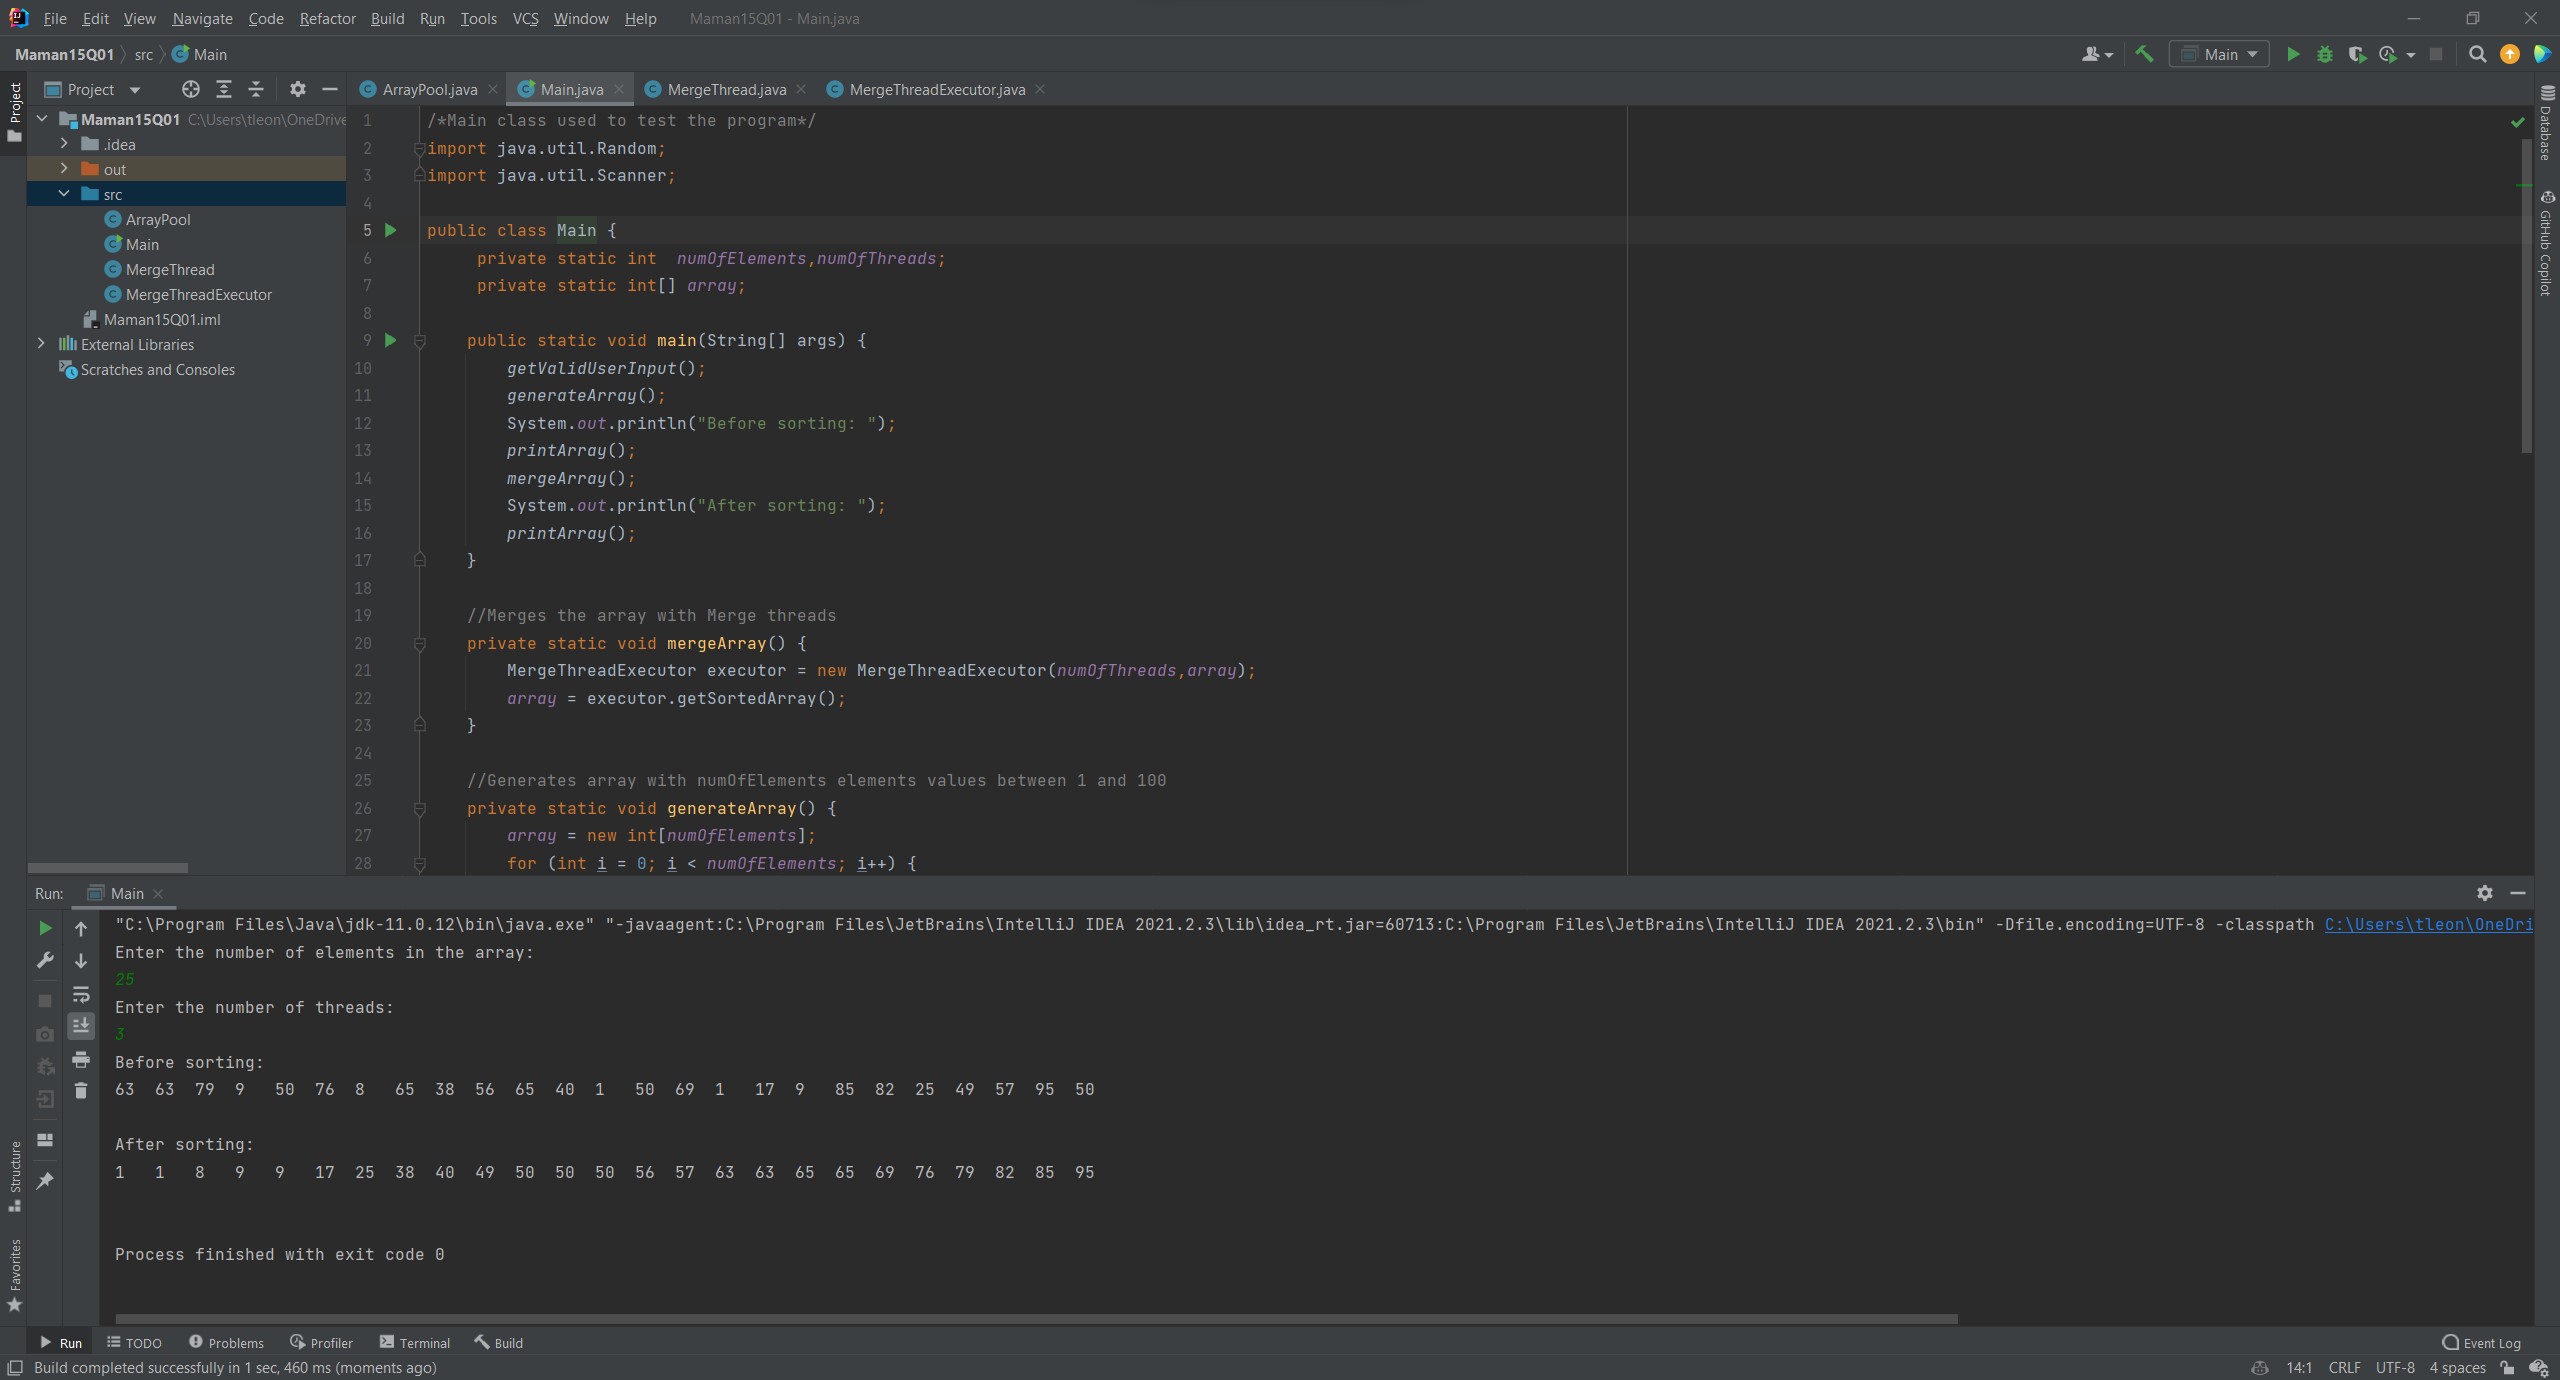 File Edit View Navigate Code Refactor Build Run Tools VCS Window Help Maman15Q01 - Main.java
Maman15Q01 src Main
Main
Project
ArrayPool.java Main.java MergeThread.java MergeThreadExecutor.java
Project
Maman15Q01 C:\Users\tleon\OneDrive
.idea
out
src
ArrayPool
Main
MergeThread
MergeThreadExecutor
Maman15Q01.iml
External Libraries
Scratches and Consoles
1 /*Main class used to test the program*/
2 import java.util.Random;
3 import java.util.Scanner;
4
5 public class Main {
6 private static int  numOfElements,numOfThreads;
7 private static int[] array;
8
9 public static void main(String[] args) {
10 getValidUserInput();
11 generateArray();
12 System.out.println("Before sorting: ");
13 printArray();
14 mergeArray();
15 System.out.println("After sorting: ");
16 printArray();
17 }
18
19 //Merges the array with Merge threads
20 private static void mergeArray() {
21 MergeThreadExecutor executor = new MergeThreadExecutor(numOfThreads,array);
22 array = executor.getSortedArray();
23 }
24
25 //Generates array with numOfElements elements values between 1 and 100
26 private static void generateArray() {
27 array = new int[numOfElements];
28 for (int i = 0; i < numOfElements; i++) {
Database
GitHub Copilot
Run: Main
"C:\Program Files\Java\jdk-11.0.12\bin\java.exe" "-javaagent:C:\Program Files\JetBrains\IntelliJ IDEA 2021.2.3\lib\idea_rt.jar=60713:C:\Program Files\JetBrains\IntelliJ IDEA 2021.2.3\bin" -Dfile.encoding=UTF-8 -classpath C:\Users\tleon\OneDri
Enter the number of elements in the array:
25
Enter the number of threads:
3
Before sorting:
63 63 79 9 50 76 8 65 38 56 65 40 1 50 69 1 17 9 85 82 25 49 57 95 50
After sorting:
1 1 8 9 9 17 25 38 40 49 50 50 50 56 57 63 63 65 65 69 76 79 82 85 95
Process finished with exit code 0
Structure
Favorites
Run TODO Problems Profiler Terminal Build Event Log
Build completed successfully in 1 sec, 460 ms (moments ago) 14:1 CRLF UTF-8 4 spaces